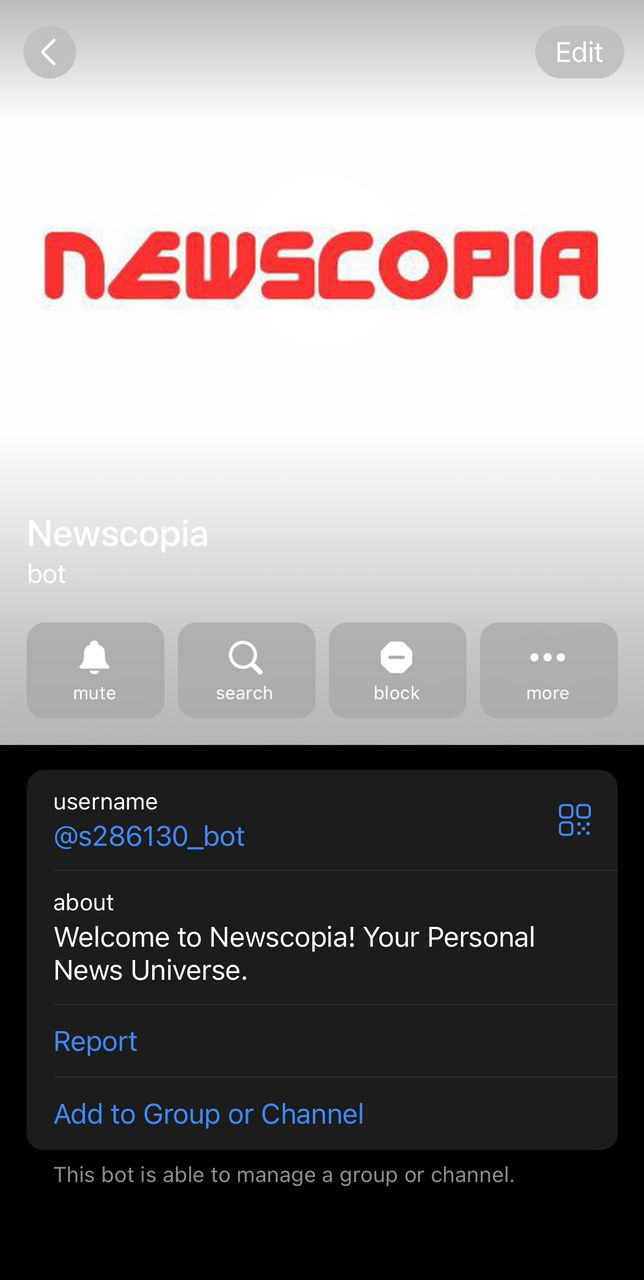 Edit
NEWSCOPIA
Newscopia
bot
mute
search
block
more
username
@s286130_bot
about
Welcome to Newscopia! Your Personal
News Universe.
Report
Add to Group or Channel
This bot is able to manage a group or channel.